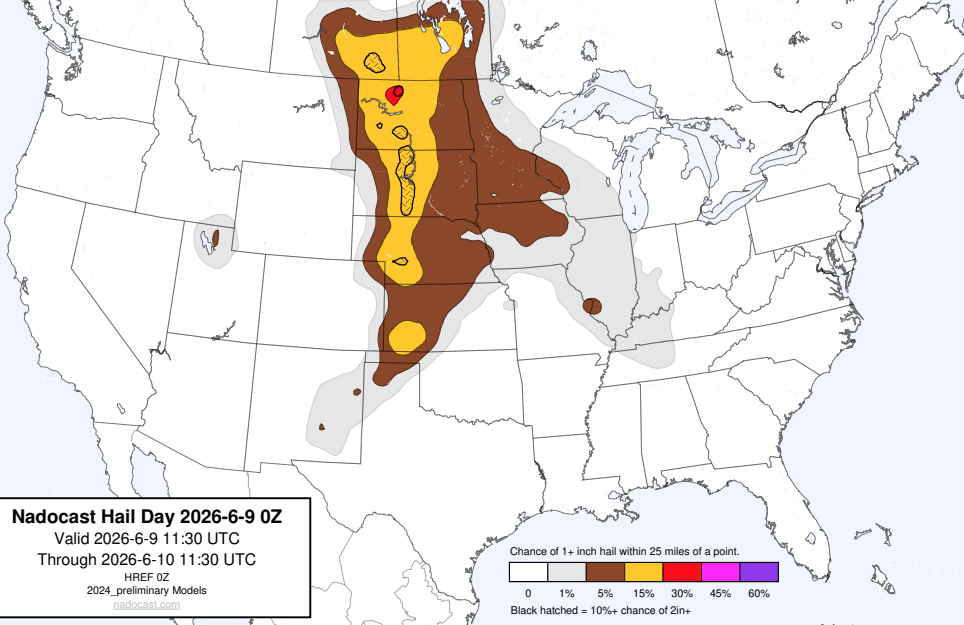 Nadocast Hail Day 2026-6-9 0Z
Valid 2026-6-9 11:30 UTC
Through 2026-6-10 11:30 UTC
HREF 0Z
2024_preliminary Models
nadocast.com
Chance of 1+ inch hail within 25 miles of a point.
0 1% 5% 15% 30% 45% 60%
Black hatched = 10%+ chance of 2in+